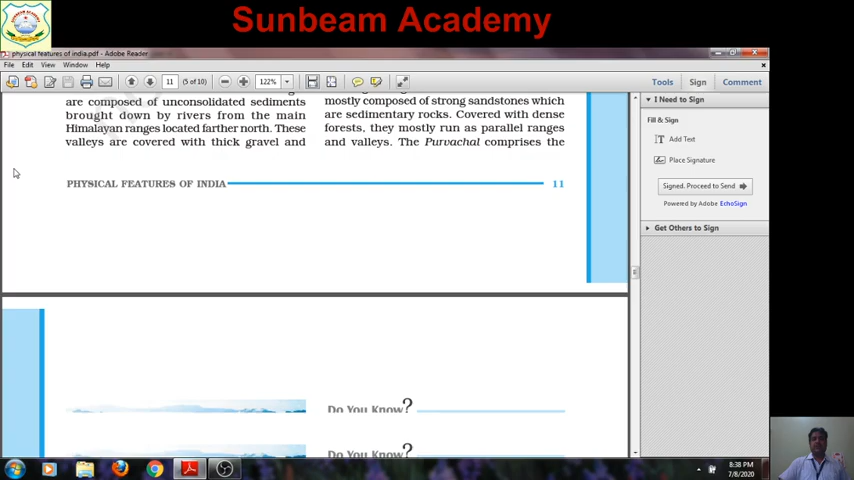 Sunbeam Academy
physical features of india.pdf - Adobe Reader
File Edit View Window Help
11 (5 of 10) 122% Tools Sign Comment
are composed of unconsolidated sediments
brought down by rivers from the main
Himalayan ranges located farther north. These
valleys are covered with thick gravel and
mostly composed of strong sandstones which
are sedimentary rocks. Covered with dense
forests, they mostly run as parallel ranges
and valleys. The Purvachal comprises the
PHYSICAL FEATURES OF INDIA 11
Do You Know?
Do You Know?
I Need to Sign
Fill & Sign
Add Text
Place Signature
Signed. Proceed to Send
Powered by Adobe EchoSign
Get Others to Sign
8:38 PM
7/8/2020